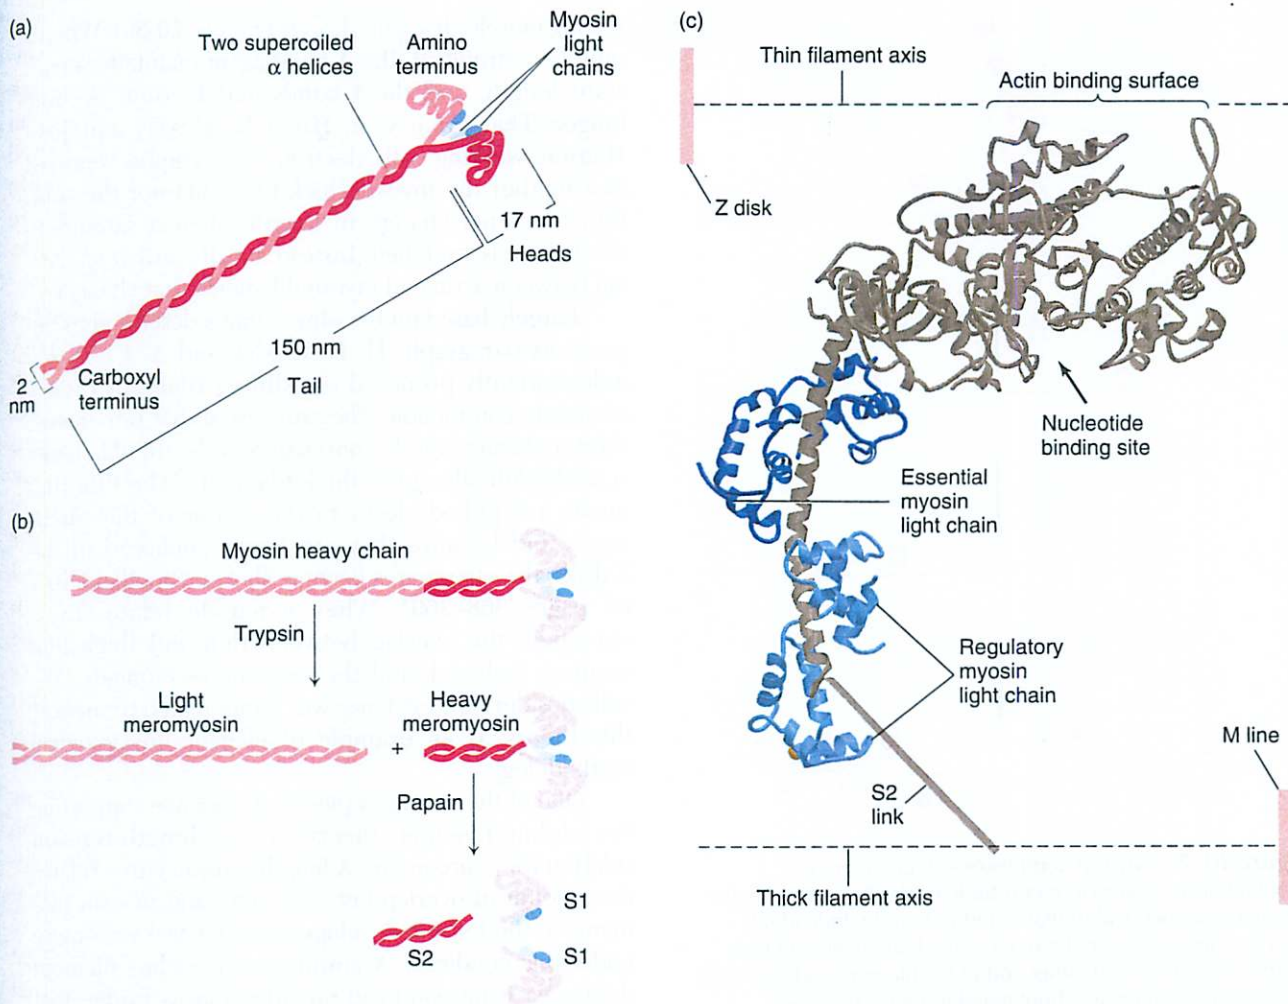 (a)
Two supercoiled
α helices
Amino
terminus
Myosin
light
chains
17 nm
Heads
150 nm
Tail
2
nm
Carboxyl
terminus
(b)
Myosin heavy chain
Trypsin
Light
meromyosin
+
Heavy
meromyosin
Papain
S1
S2
S1
(c)
Thin filament axis
Actin binding surface
Z disk
Nucleotide
binding site
Essential
myosin
light chain
Regulatory
myosin
light chain
M line
S2
link
Thick filament axis